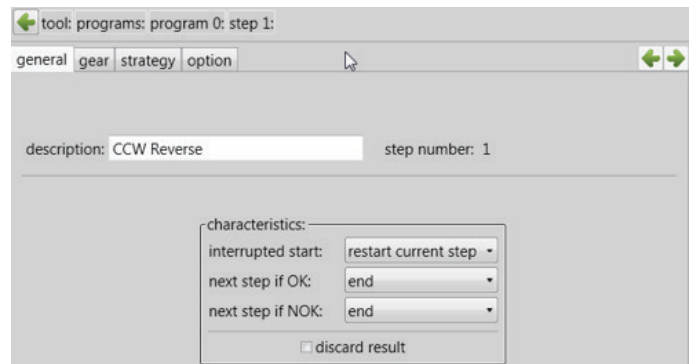 tool: programs: program 0: step 1:
general gear strategy option
description: CCW Reverse step number: 1
characteristics:
interrupted start: restart current step
next step if OK: end
next step if NOK: end
discard result